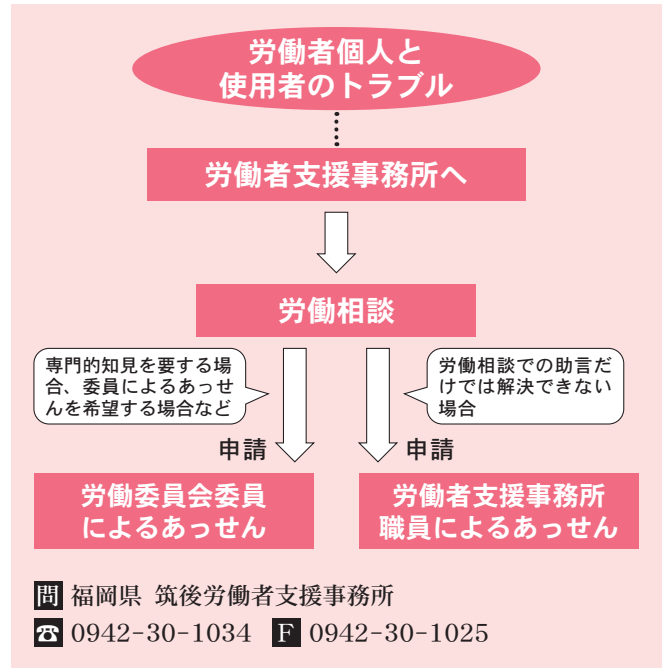 労働者個人と
使用者のトラブル
労働者支援事務所へ
労働相談
専門的知見を要する場
合、委員によるあっせ
んを希望する場合など
労働相談での助言だ
けでは解決できない
場合
申請
申請
労働委員会委員
によるあっせん
労働者支援事務所
職員によるあっせん
問 福岡県 筑後労働者支援事務所
☎ 0942-30-1034 F 0942-30-1025